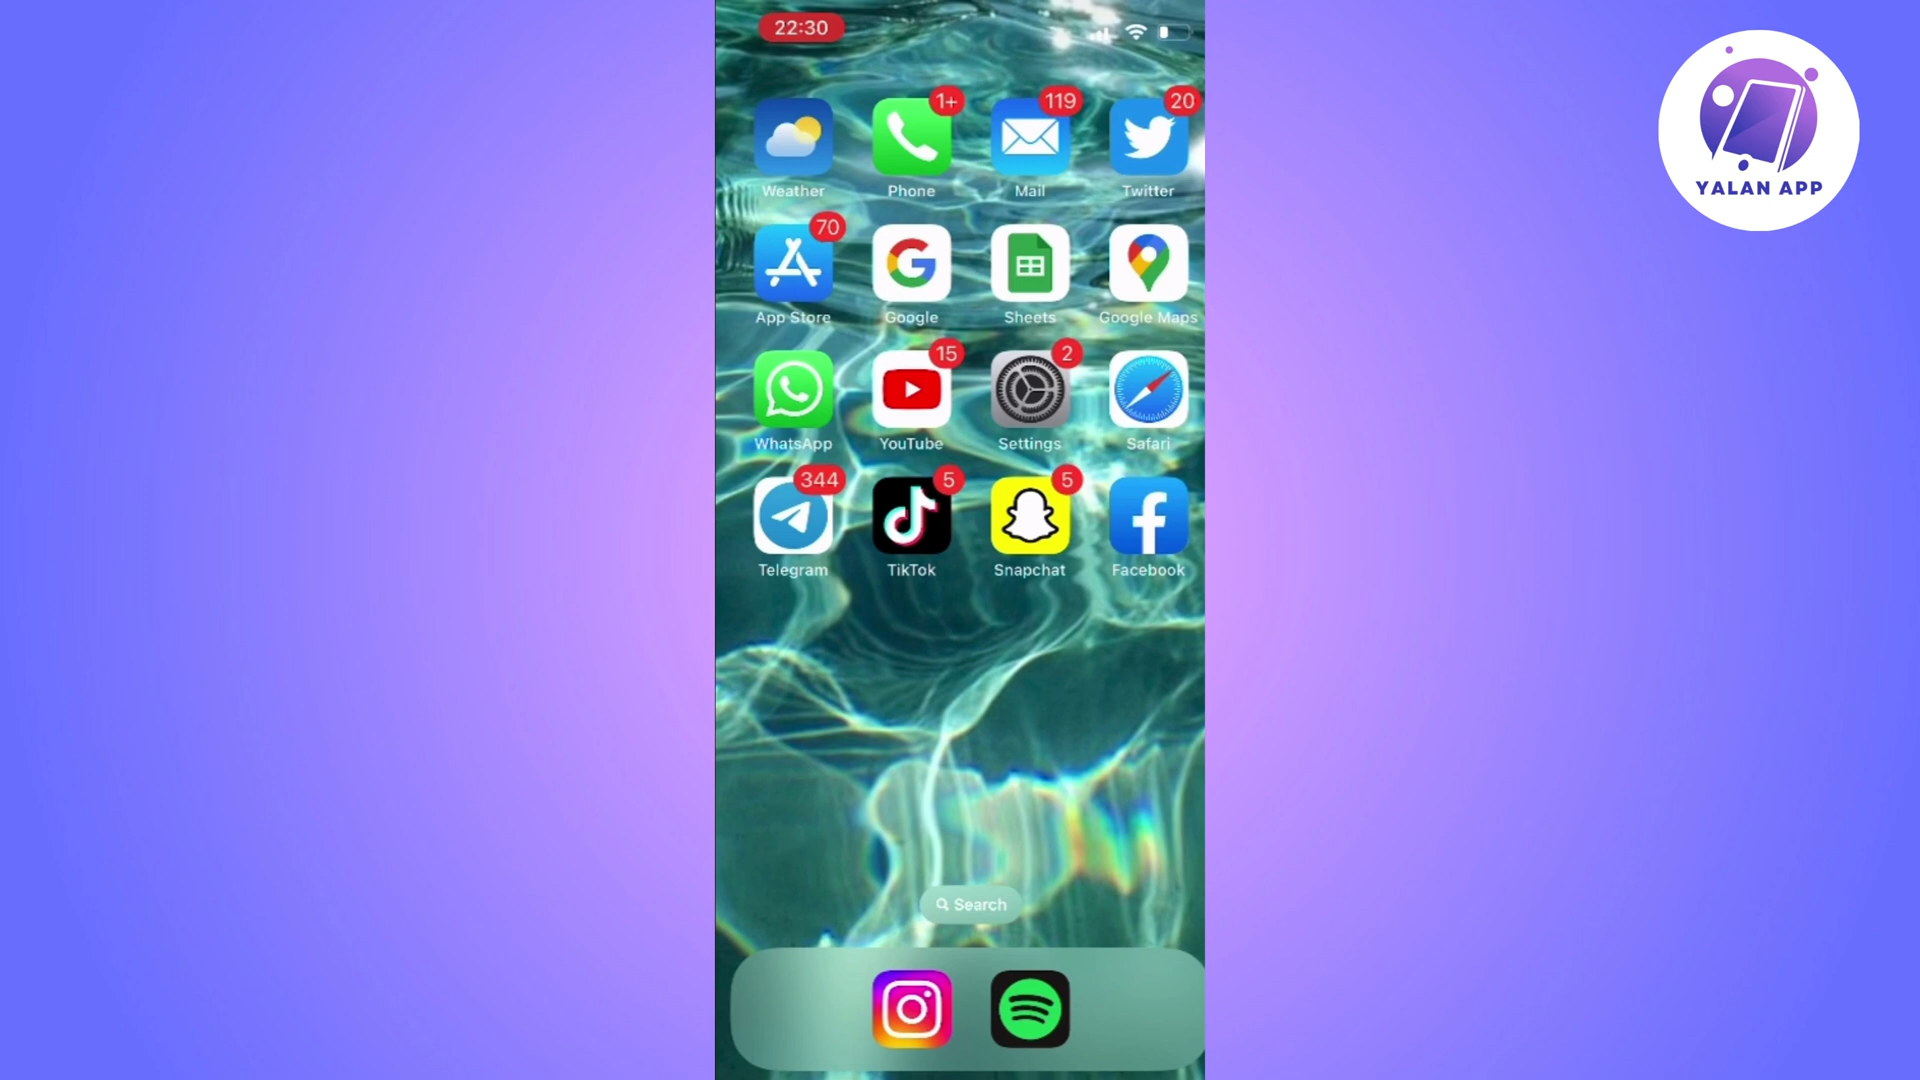 22:30
YALAN APP
1+ 119 20
Weather Phone Mail Twitter
70
App Store Google Sheets Google Maps
15 2
WhatsApp YouTube Settings Safari
344 5 5
Telegram TikTok Snapchat Facebook
Search